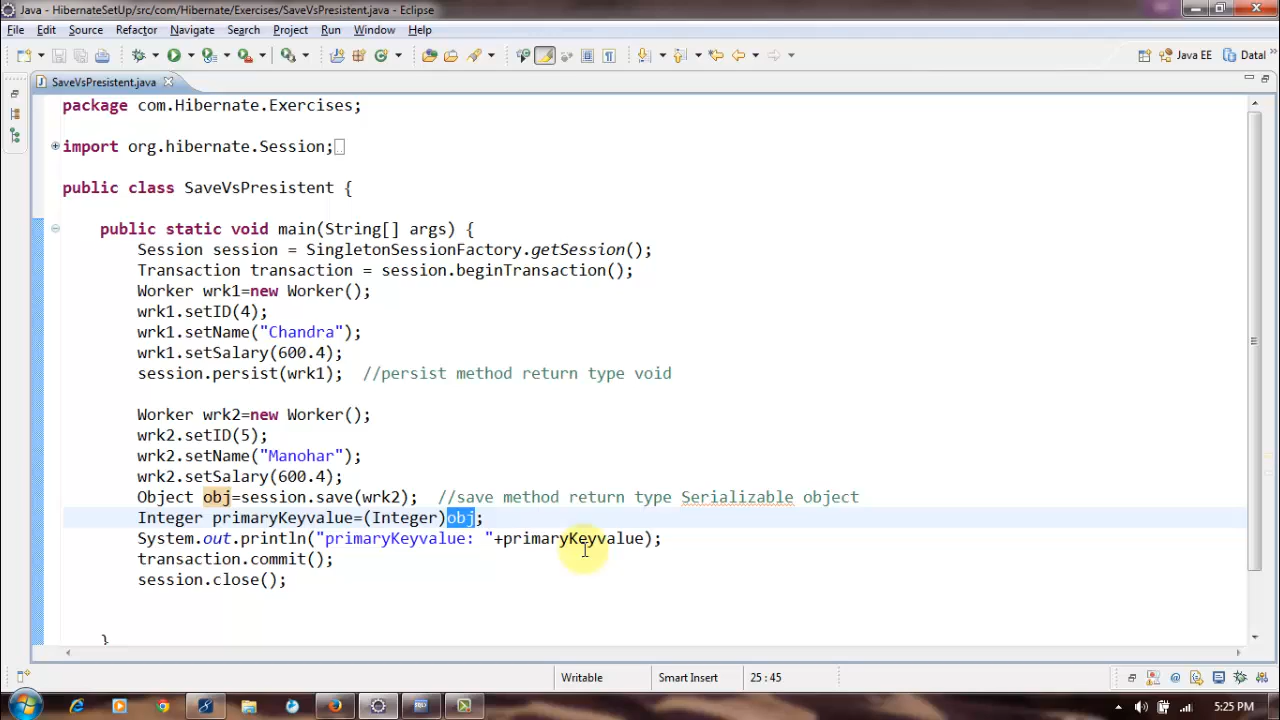 Java - HibernateSetUp/src/com/Hibernate/Exercises/SaveVsPresistent.java - Eclipse
File Edit Source Refactor Navigate Search Project Run Window Help
Java EE Datal
SaveVsPresistent.java
package com.Hibernate.Exercises;
import org.hibernate.Session;
public class SaveVsPresistent {
public static void main(String[] args) {
Session session = SingletonSessionFactory.getSession();
Transaction transaction = session.beginTransaction();
Worker wrk1=new Worker();
wrk1.setID(4);
wrk1.setName("Chandra");
wrk1.setSalary(600.4);
session.persist(wrk1); //persist method return type void
Worker wrk2=new Worker();
wrk2.setID(5);
wrk2.setName("Manohar");
wrk2.setSalary(600.4);
Object obj=session.save(wrk2); //save method return type Serializable object
Integer primaryKeyvalue=(Integer)obj;
System.out.println("primaryKeyvalue: "+primaryKeyvalue);
transaction.commit();
session.close();
}
Writable Smart Insert 25 : 45
5:25 PM